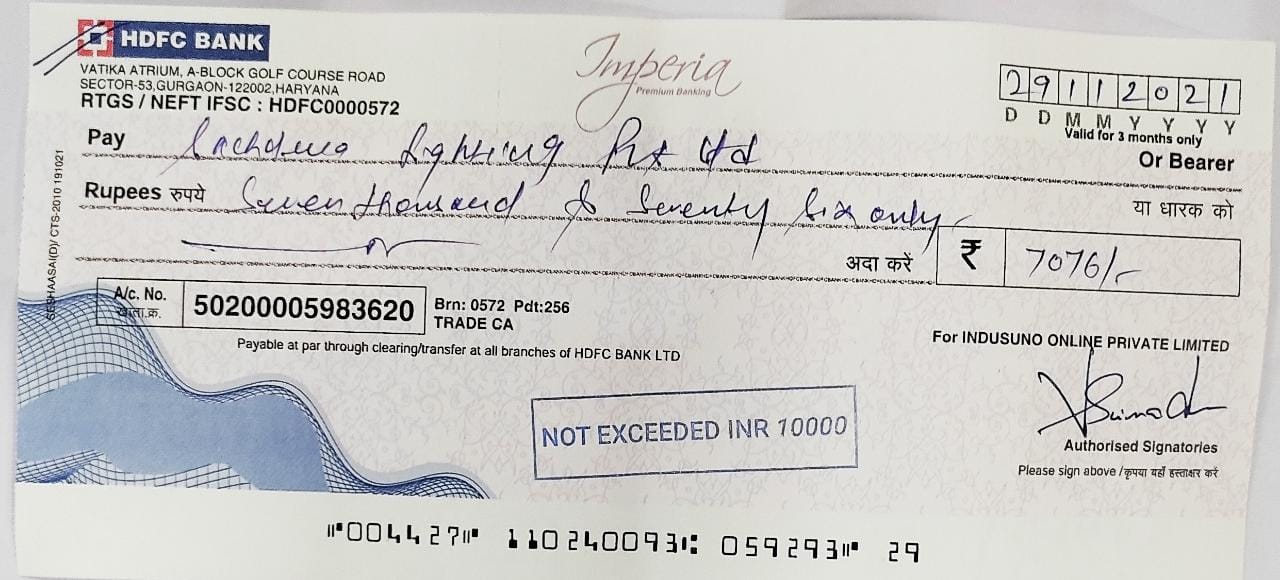 HDFC BANK
VATIKA ATRIUM, A-BLOCK GOLF COURSE ROAD
SECTOR-53,GURGAON-122002,HARYANA
RTGS / NEFT IFSC : HDFC0000572
Imperia
Premium Banking
29112021
D D M M Y Y Y Y
Valid for 3 months only
Pay Sachdeva Lighting Pvt Ltd
Or Bearer
Rupees रुपये Seven thousand & Seventy Six only
या धारक को
अदा करें ₹ 7076/-
A/c. No.
खाता.क्र.
50200005983620
Brn: 0572 Pdt:256
TRADE CA
Payable at par through clearing/transfer at all branches of HDFC BANK LTD
For INDUSUNO ONLINE PRIVATE LIMITED
NOT EXCEEDED INR 10000
Authorised Signatories
Please sign above /कृपया यहाँ हस्ताक्षर करें
SESHAASAI(D)/ CTS-2010 191021
⑈004427⑈ 110240093⑆ 059293⑈ 29